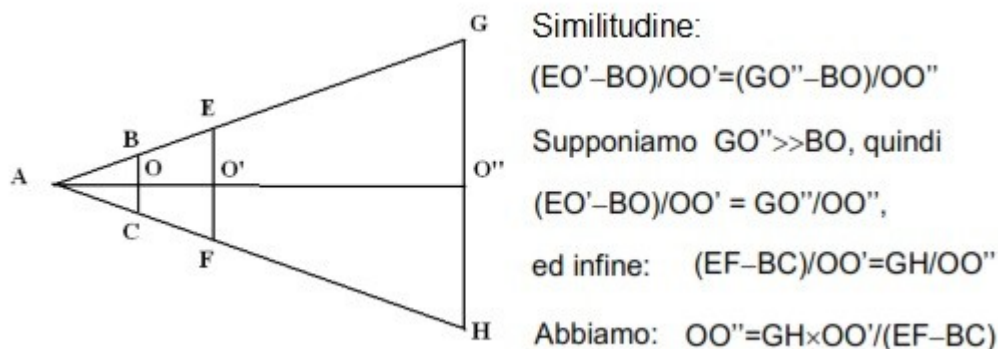 G
E
B
A
O
O'
O''
C
F
H
Similitudine:
(EO'−BO)/OO'=(GO''−BO)/OO''
Supponiamo GO''>>BO, quindi
(EO'−BO)/OO' = GO''/OO'',
ed infine: (EF−BC)/OO'=GH/OO''
Abbiamo: OO''=GH×OO'/(EF−BC)